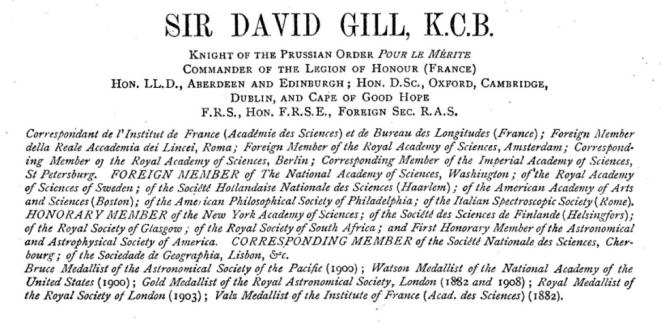 SIR DAVID GILL, K.C.B.
KNIGHT OF THE PRUSSIAN ORDER POUR LE MÉRITE
COMMANDER OF THE LEGION OF HONOUR (FRANCE)
HON. LL.D., ABERDEEN AND EDINBURGH; HON. D.SC., OXFORD, CAMBRIDGE,
DUBLIN, AND CAPE OF GOOD HOPE
F.R.S., HON. F.R.S.E., FOREIGN SEC. R.A.S.
Correspondant de l'Institut de France (Académie des Sciences) et de Bureau des Longitudes (France); Foreign Member
della Reale Accademia dei Lincei, Roma; Foreign Member of the Royal Academy of Sciences, Amsterdam; Correspond-
ing Member of the Royal Academy of Sciences, Berlin; Corresponding Member of the Imperial Academy of Sciences,
St Petersburg. FOREIGN MEMBER of The National Academy of Sciences, Washington; of the Royal Academy
of Sciences of Sweden; of the Société Hollandaise Nationale des Sciences (Haarlem); of the American Academy of Arts
and Sciences (Boston); of the American Philosophical Society of Philadelphia; of the Italian Spectroscopic Society (Rome).
HONORARY MEMBER of the New York Academy of Sciences; of the Société des Sciences de Finlande (Helsingfors);
of the Royal Society of Glasgow; of the Royal Society of South Africa; and First Honorary Member of the Astronomical
and Astrophysical Society of America. CORRESPONDING MEMBER of the Société Nationale des Sciences, Cher-
bourg; of the Sociedade de Geographia, Lisbon, &c.
Bruce Medallist of the Astronomical Society of the Pacific (1900); Watson Medallist of the National Academy of the
United States (1900); Gold Medallist of the Royal Astronomical Society, London (1882 and 1908); Royal Medallist of
the Royal Society of London (1903); Valz Medallist of the Institute of France (Acad. des Sciences) (1882).